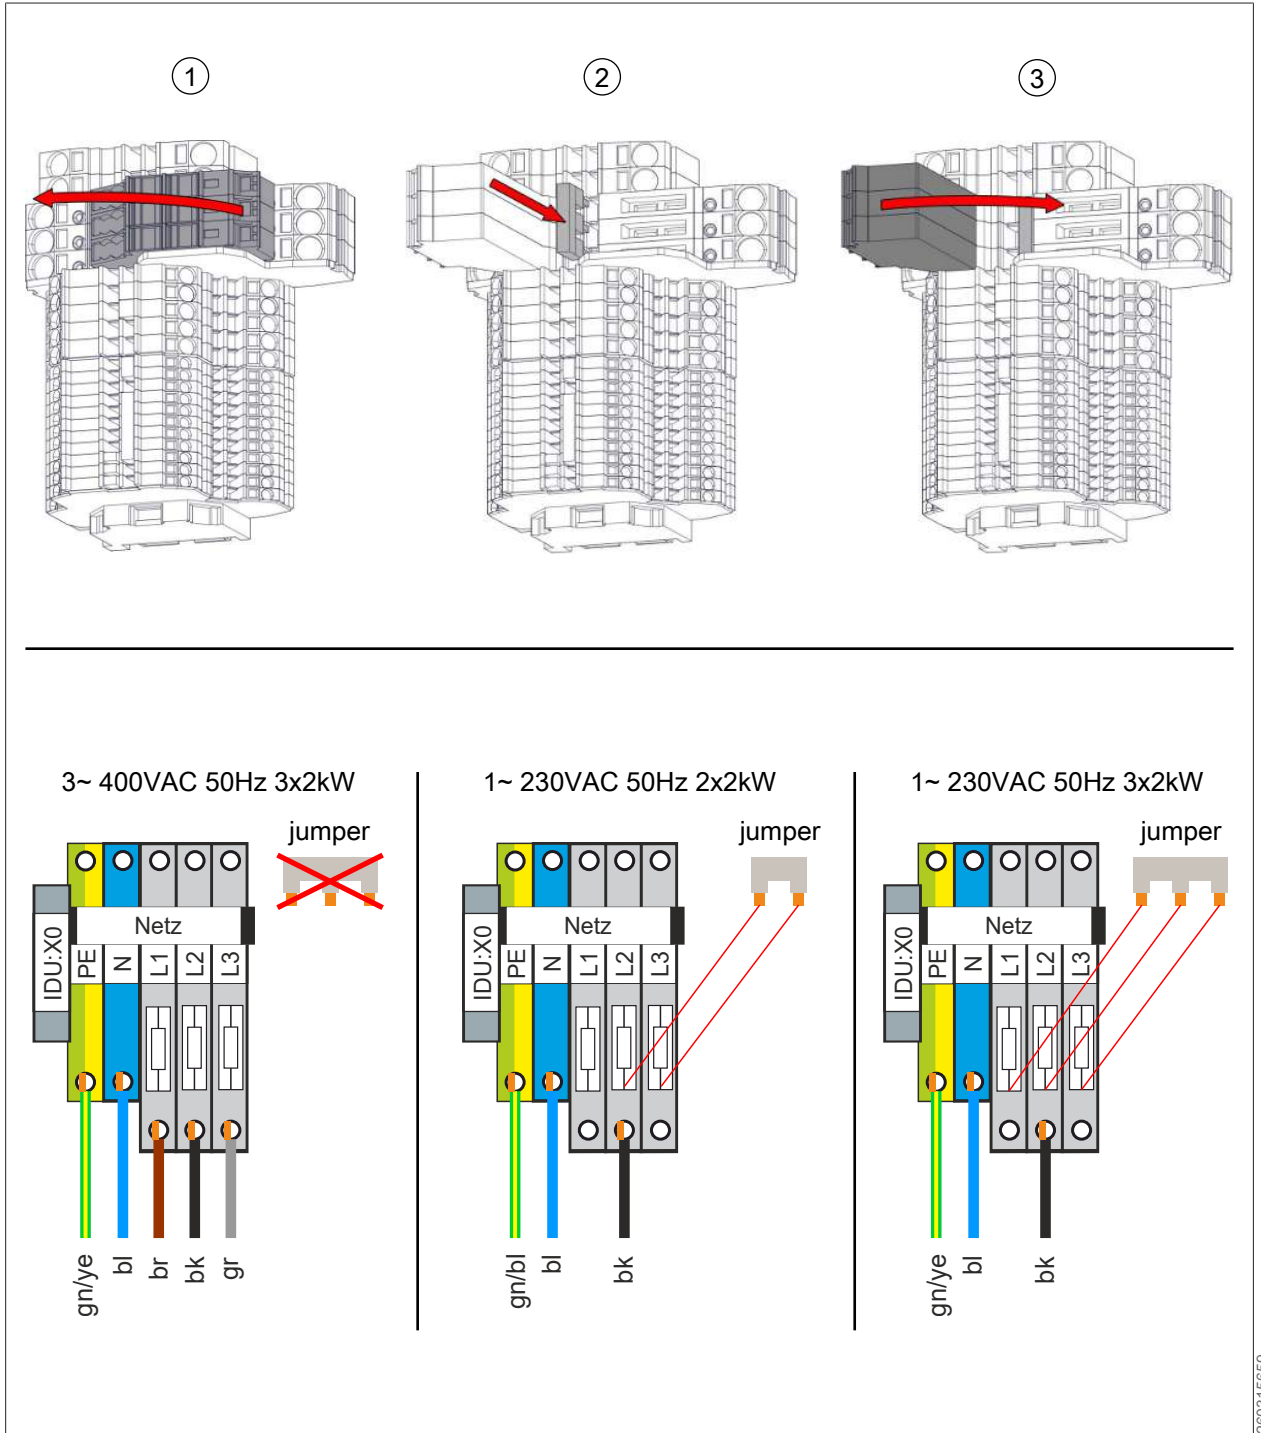 1
2
3
3~ 400VAC 50Hz 3x2kW
jumper
Netz
IDU:X0
PE
N
L1
L2
L3
gn/ye
bl
br
bk
gr
1~ 230VAC 50Hz 2x2kW
jumper
Netz
IDU:X0
PE
N
L1
L2
L3
gn/bl
bl
bk
1~ 230VAC 50Hz 3x2kW
jumper
Netz
IDU:X0
PE
N
L1
L2
L3
gn/ye
bl
bk